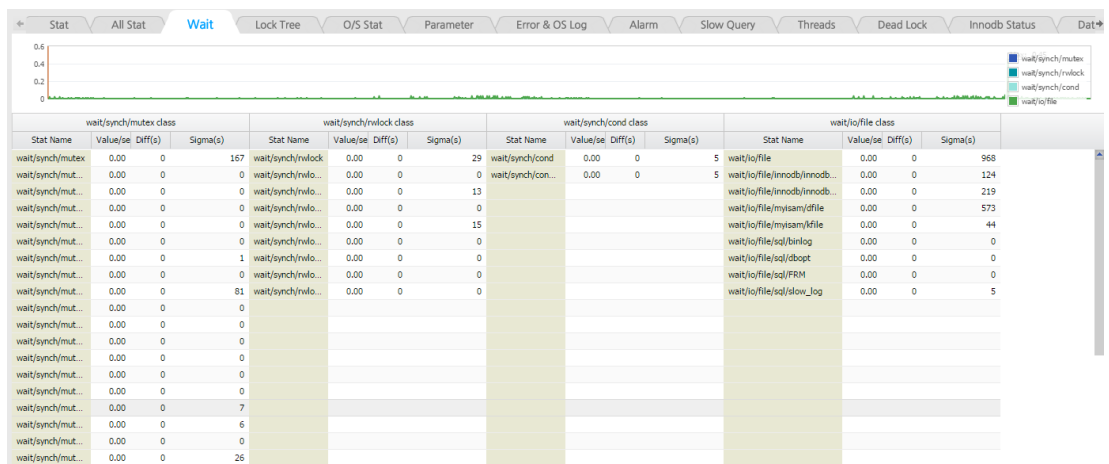 Stat All Stat Wait Lock Tree O/S Stat Parameter Error & OS Log Alarm Slow Query Threads Dead Lock Innodb Status Dat
0.6
0.4
0.2
0
wait/synch/mutex
wait/synch/rwlock
wait/synch/cond
wait/io/file
wait/synch/mutex class wait/synch/rwlock class wait/synch/cond class wait/io/file class
Stat Name Value/se Diff(s) Sigma(s) Stat Name Value/se Diff(s) Sigma(s) Stat Name Value/se Diff(s) Sigma(s) Stat Name Value/se Diff(s) Sigma(s)
wait/synch/mutex 0.00 0 167 wait/synch/rwlock 0.00 0 29 wait/synch/cond 0.00 0 5 wait/io/file 0.00 0 968
wait/synch/mut... 0.00 0 0 wait/synch/rwlo... 0.00 0 0 wait/synch/con... 0.00 0 5 wait/io/file/innodb/innodb... 0.00 0 124
wait/synch/mut... 0.00 0 0 wait/synch/rwlo... 0.00 0 13 wait/io/file/innodb/innodb... 0.00 0 219
wait/synch/mut... 0.00 0 0 wait/synch/rwlo... 0.00 0 0 wait/io/file/myisam/dfile 0.00 0 573
wait/synch/mut... 0.00 0 0 wait/synch/rwlo... 0.00 0 15 wait/io/file/myisam/kfile 0.00 0 44
wait/synch/mut... 0.00 0 0 wait/synch/rwlo... 0.00 0 0 wait/io/file/sql/binlog 0.00 0 0
wait/synch/mut... 0.00 0 1 wait/synch/rwlo... 0.00 0 0 wait/io/file/sql/dbopt 0.00 0 0
wait/synch/mut... 0.00 0 0 wait/synch/rwlo... 0.00 0 0 wait/io/file/sql/FRM 0.00 0 0
wait/synch/mut... 0.00 0 81 wait/synch/rwlo... 0.00 0 0 wait/io/file/sql/slow_log 0.00 0 5
wait/synch/mut... 0.00 0 0
wait/synch/mut... 0.00 0 0
wait/synch/mut... 0.00 0 0
wait/synch/mut... 0.00 0 0
wait/synch/mut... 0.00 0 0
wait/synch/mut... 0.00 0 0
wait/synch/mut... 0.00 0 7
wait/synch/mut... 0.00 0 6
wait/synch/mut... 0.00 0 0
wait/synch/mut... 0.00 0 26